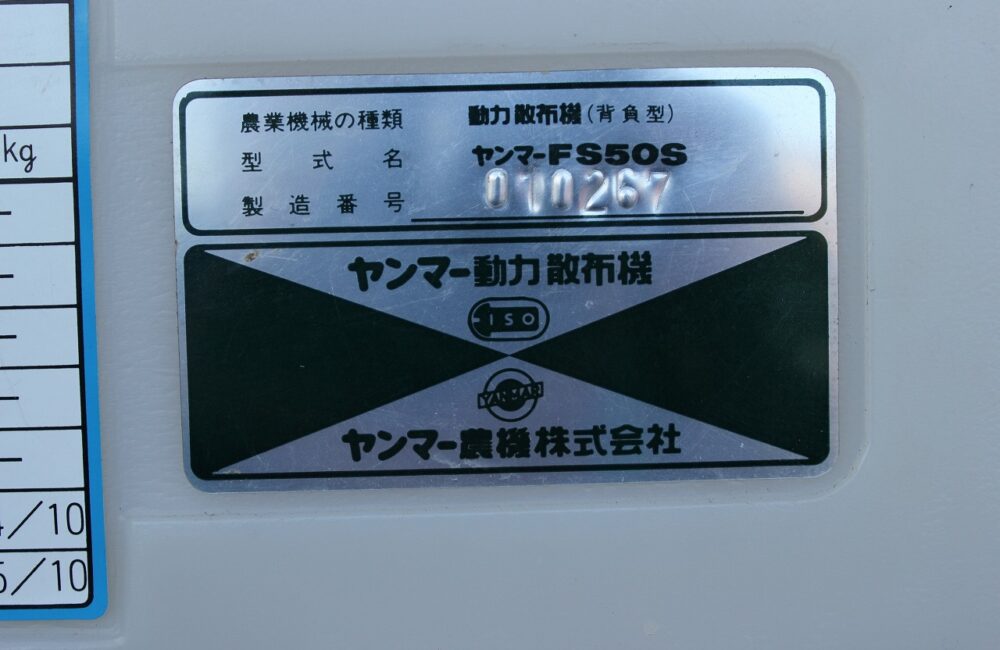 農業機械の種類 動力散布機(背負型)
型式名 ヤンマーFS50S
製造番号 010267
ヤンマー動力散布機
ISO
YANMAR
ヤンマー農機株式会社
kg
–
–
–
–
–
4/10
5/10